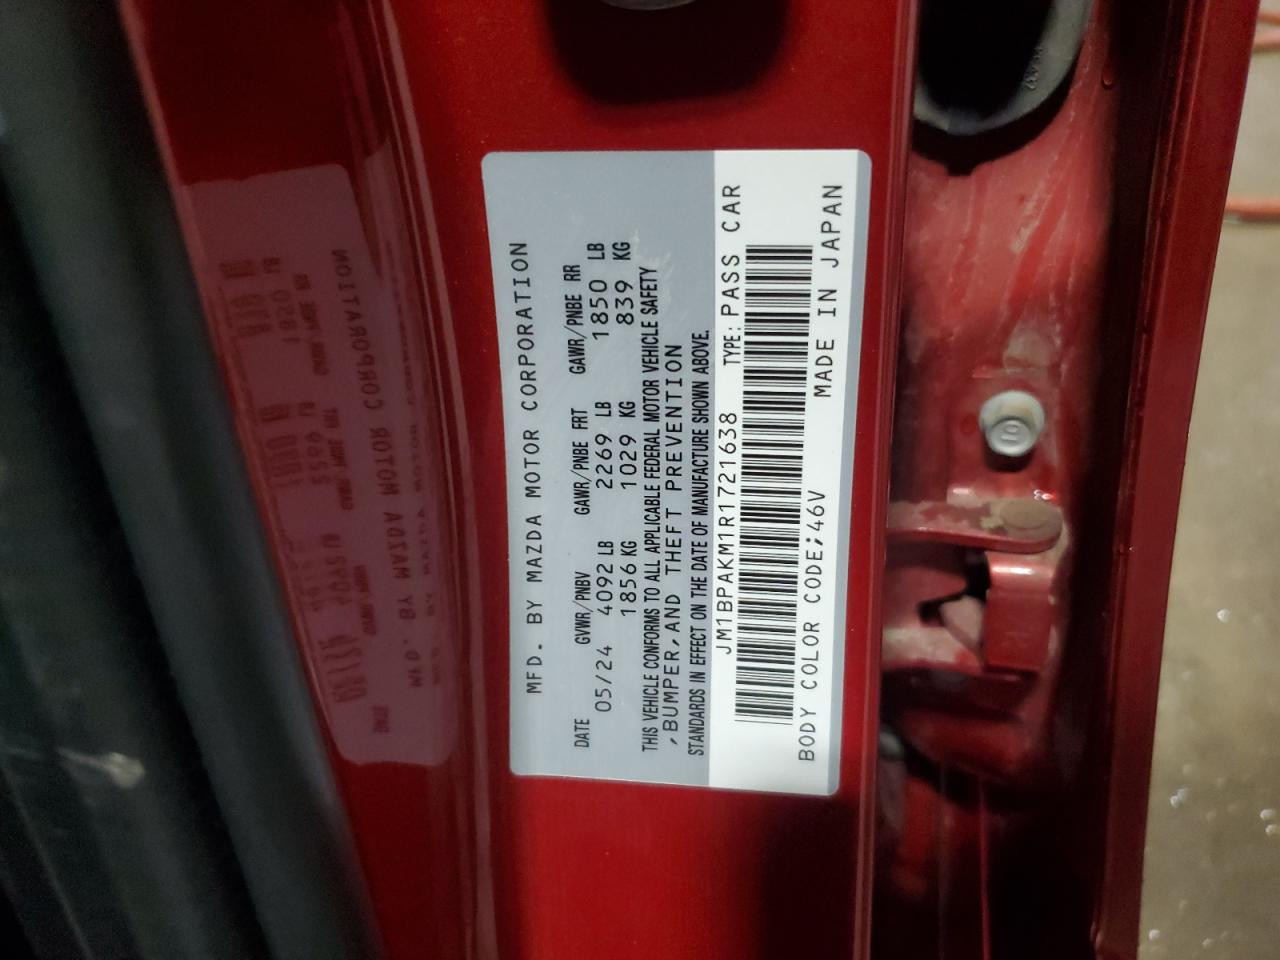 MFD. BY MAZDA MOTOR CORPORATION
DATE GVWR/PNBV GAWR/PNBE FRT GAWR/PNBE RR
05/24 4092 LB 2269 LB 1850 LB
1856 KG 1029 KG 839 KG
THIS VEHICLE CONFORMS TO ALL APPLICABLE FEDERAL MOTOR VEHICLE SAFETY
,BUMPER,AND THEFT PREVENTION
STANDARDS IN EFFECT ON THE DATE OF MANUFACTURE SHOWN ABOVE.
JM1BPAKM1R1721638 TYPE: PASS CAR
BODY COLOR CODE;46V MADE IN JAPAN